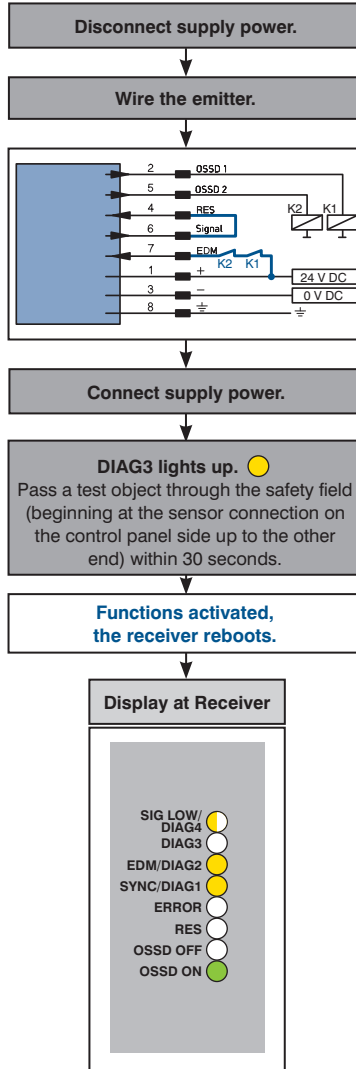 Disconnect supply power.
Wire the emitter.
2 OSSD 1
5 OSSD 2
4 RES
K2 K1
6 Signal
7 EDM
K2 K1
1 +
24 V DC
3 –
0 V DC
8
Connect supply power.
DIAG3 lights up.
Pass a test object through the safety field
(beginning at the sensor connection on
the control panel side up to the other
end) within 30 seconds.
Functions activated,
the receiver reboots.
Display at Receiver
SIG LOW/
DIAG4
DIAG3
EDM/DIAG2
SYNC/DIAG1
ERROR
RES
OSSD OFF
OSSD ON